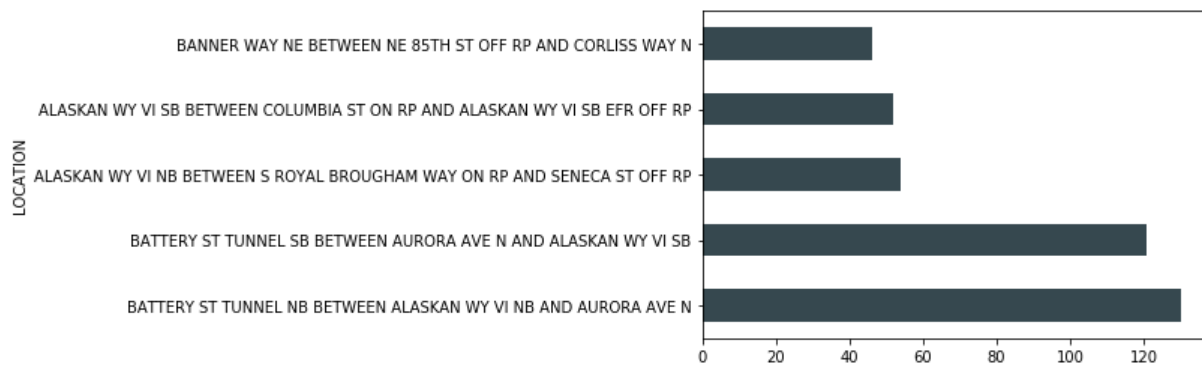 BANNER WAY NE BETWEEN NE 85TH ST OFF RP AND CORLISS WAY N
ALASKAN WY VI SB BETWEEN COLUMBIA ST ON RP AND ALASKAN WY VI SB EFR OFF RP
LOCATION
ALASKAN WY VI NB BETWEEN S ROYAL BROUGHAM WAY ON RP AND SENECA ST OFF RP
BATTERY ST TUNNEL SB BETWEEN AURORA AVE N AND ALASKAN WY VI SB
BATTERY ST TUNNEL NB BETWEEN ALASKAN WY VI NB AND AURORA AVE N
0 20 40 60 80 100 120